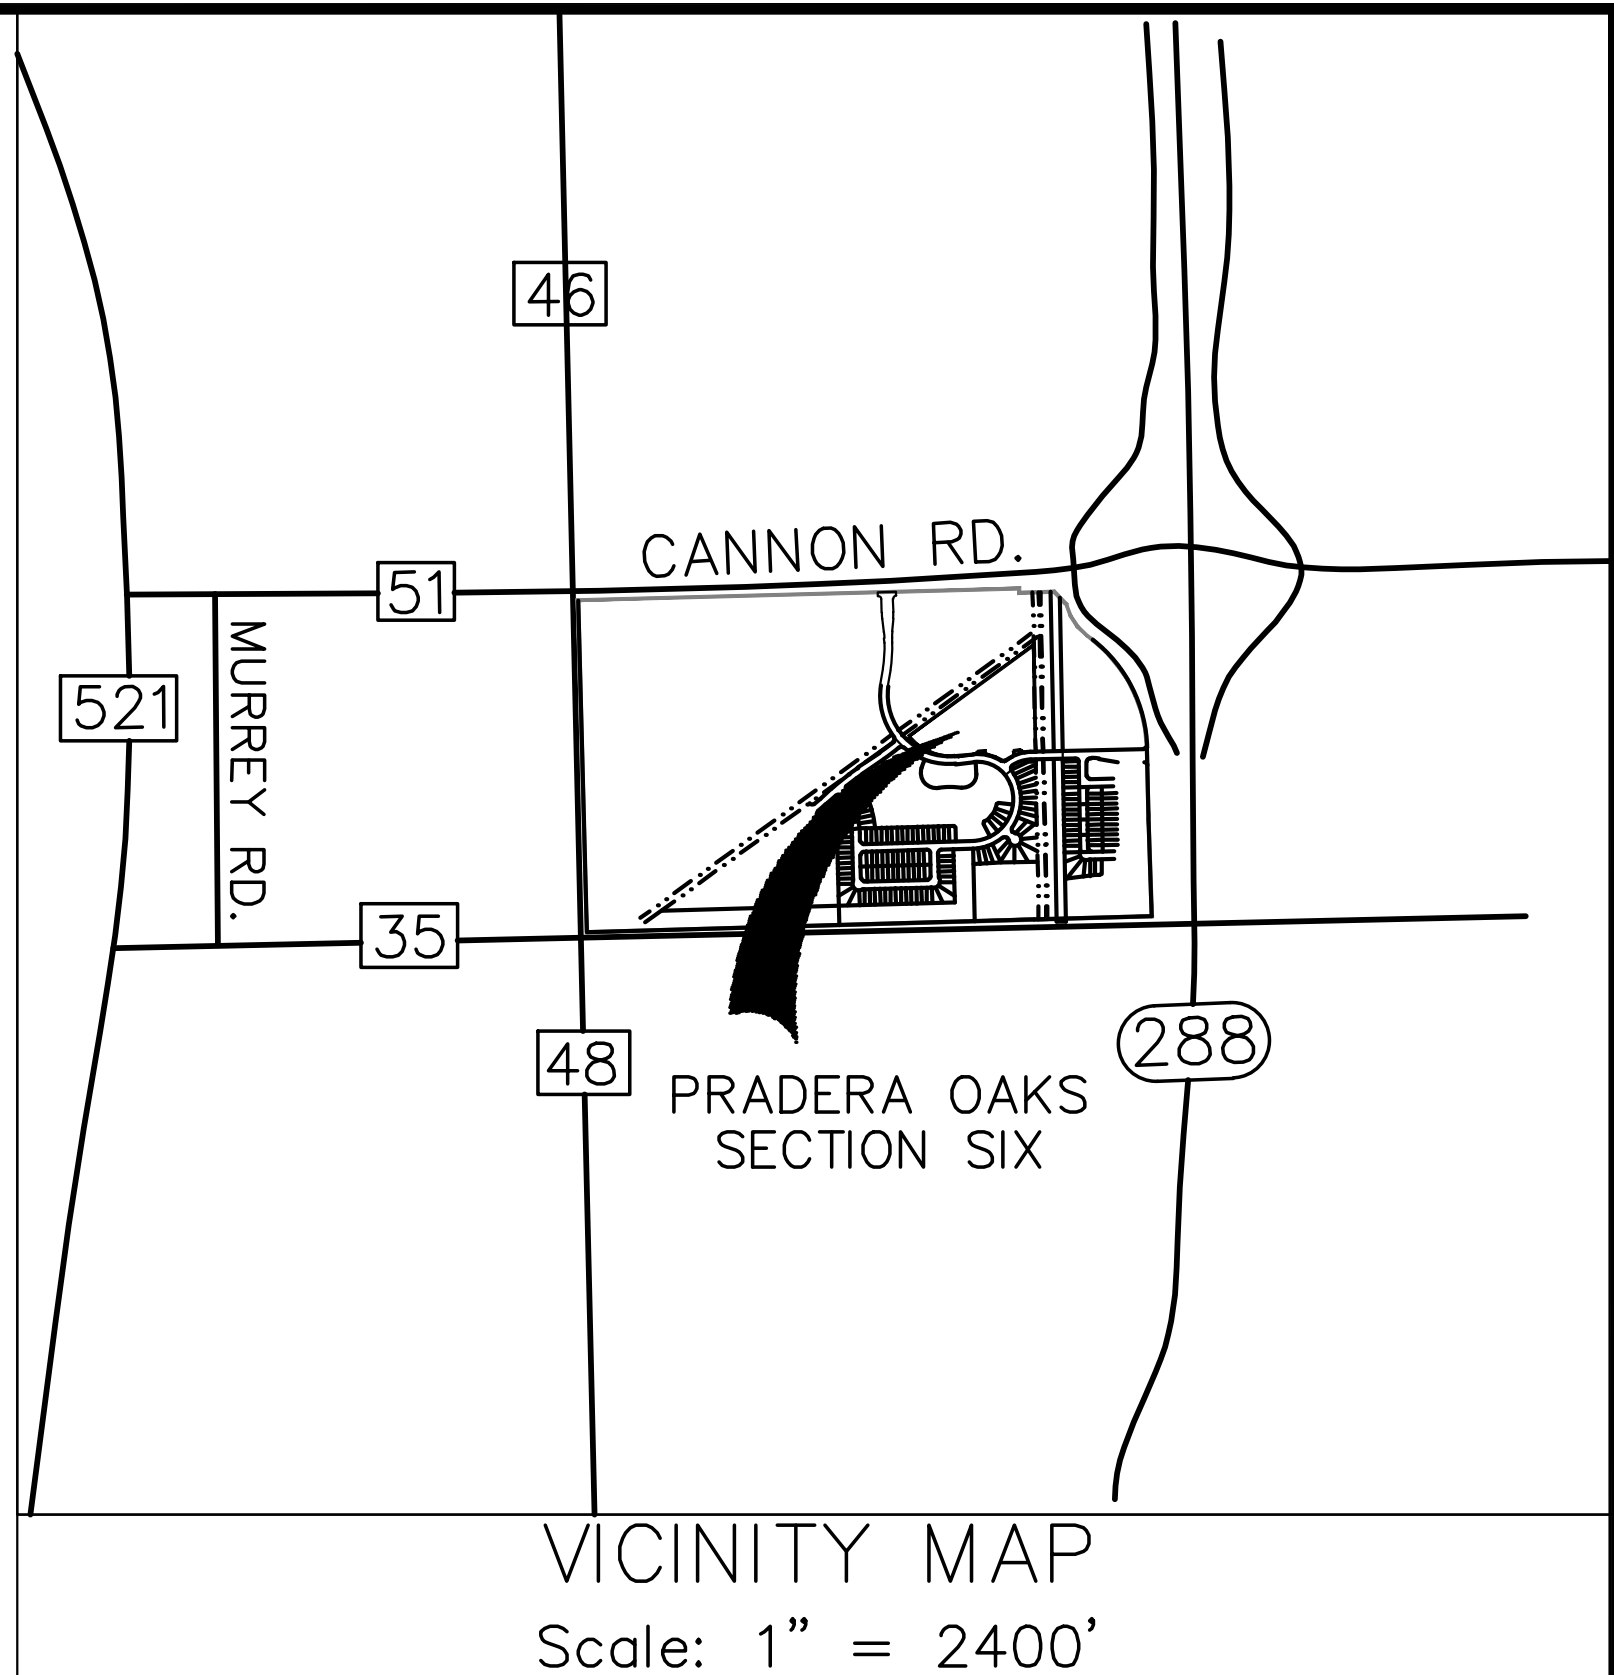 46
CANNON RD.
51
MURREY RD.
521
35
48
288
PRADERA OAKS
SECTION SIX
VICINITY MAP
Scale: 1" = 2400'